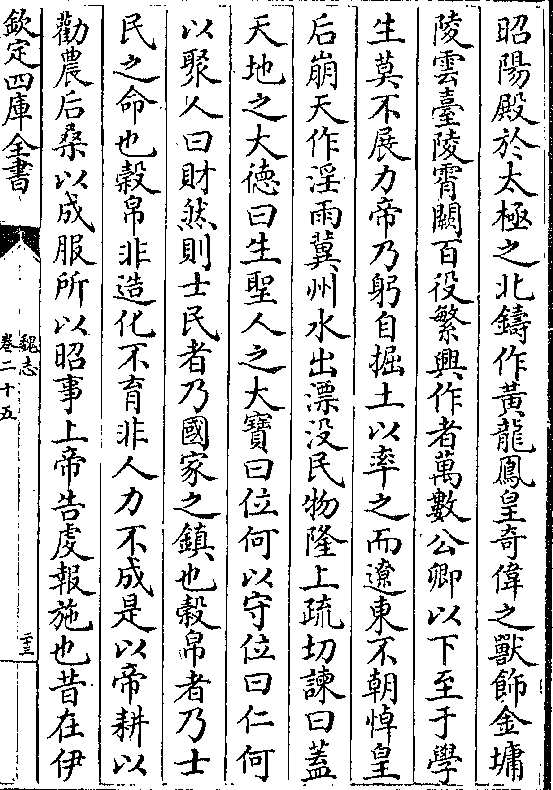 昭陽殿於太極之北鑄作黃龍鳳皇奇偉之獸飾金墉
陵雲臺陵霄闕百役繁興作者萬數公卿以下至于學
生莫不展力帝乃躬自掘土以率之而遼東不朝悼皇
后崩天作淫雨冀州水出漂没民物隆上疏切諫曰蓋
天地之大徳曰生聖人之大寶曰位何以守位曰仁何
以聚人曰財然則士民者乃國家之鎮也榖帛者乃士
民之命也榖帛非造化不育非人力不成是以帝耕以
勸農后桑以成服所以昭事上帝告虔報施也昔在伊
欽定四庫全書
魏志
卷二十五
二十三